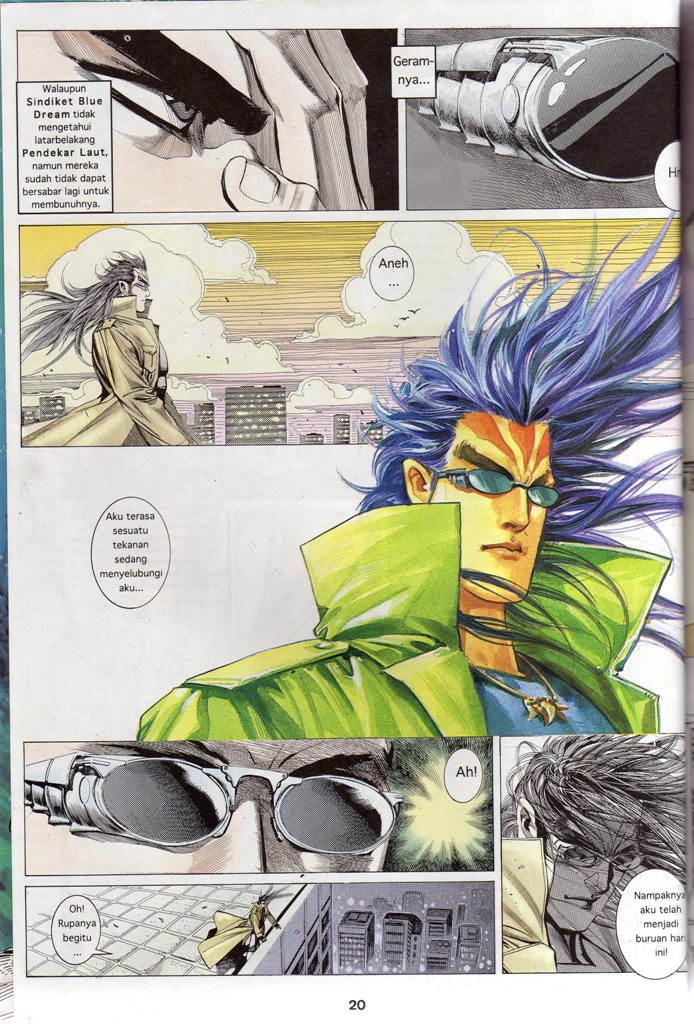 Walaupun
Sindiket Blue
Dream tidak
mengetahui
latarbelakang
Pendekar Laut,
namun mereka
sudah tidak dapat
bersabar lagi untuk
membunuhnya.
Geram-
nya...
Aneh
...
Aku terasa
sesuatu
tekanan
sedang
menyelubungi
aku...
Ah!
Oh!
Rupanya
begitu
...
Nampaknya
aku telah
menjadi
buruan
ini!
20